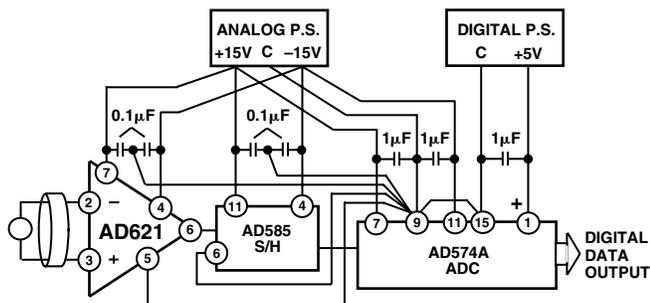 ANALOG P.S.
+15V C –15V
DIGITAL P.S.
C +5V
0.1µF
0.1µF
1µF
1µF
1µF
7
2
–
4
AD621
6
3
+
5
11
4
AD585
S/H
6
7
9
11
15
+
1
AD574A
ADC
DIGITAL
DATA
OUTPUT